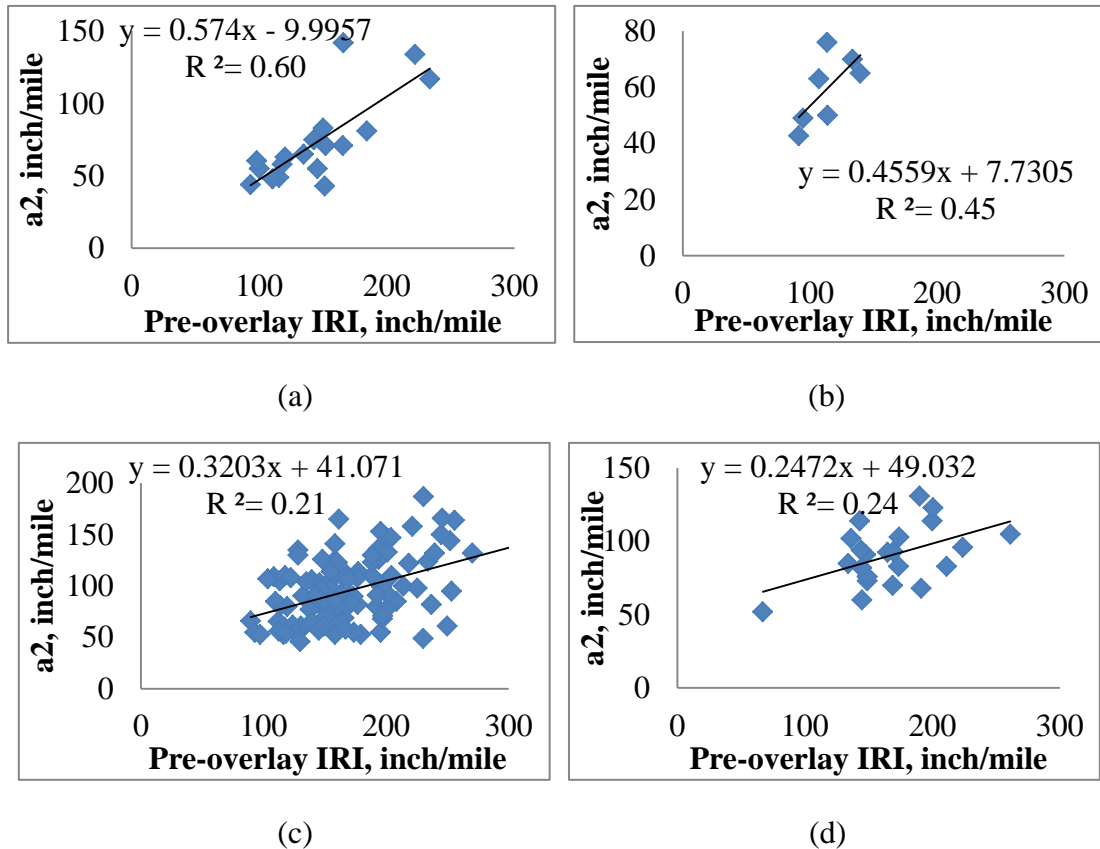 y = 0.574x - 9.9957
R ²= 0.60
150
100
50
0
0
100
200
300
a2, inch/mile
Pre-overlay IRI, inch/mile
(a)
80
60
40
20
0
0
100
200
300
y = 0.4559x + 7.7305
R ²= 0.45
a2, inch/mile
Pre-overlay IRI, inch/mile
(b)
y = 0.3203x + 41.071
R ²= 0.21
200
150
100
50
0
0
100
200
300
a2, inch/mile
Pre-overlay IRI, inch/mile
(c)
y = 0.2472x + 49.032
R ²= 0.24
150
100
50
0
0
100
200
300
a2, inch/mile
Pre-overlay IRI, inch/mile
(d)